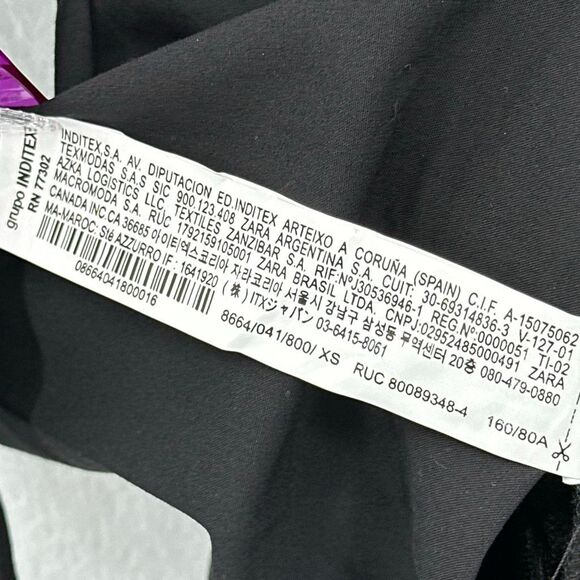 grupo INDITEX
RN 77302
INDITEX,S.A. AV. DIPUTACION, ED.INDITEX ARTEIXO A CORUÑA (SPAIN) C.I.F. A-15075062
TEXMODAS S.A.S SIC 900.123.408 ZARA ARGENTINA S.A. CUIT: 30-69314836-3 V-127-01
AZKA LOGISTICS LLC, TEXTILES ZANZIBAR S.A. RIF:NºJ30536946-1 REG.Nº:0000051 TI-02
MACROMODA S.A. RUC 1792159105001 ZARA BRASIL LTDA. CNPJ:02952485000491 ZARA
CANADA INC CA 36685 이 이티엑스코리아 자라코리아 서울시 강남구 삼성동 무역센터 20층 080-479-0880
MA-MAROC: Sté AZZURRO IF: 1641920 (株) ITXジャパン 03-6415-8061
08664041800016
8664/041/800/ XS RUC 80089348-4 160/80A